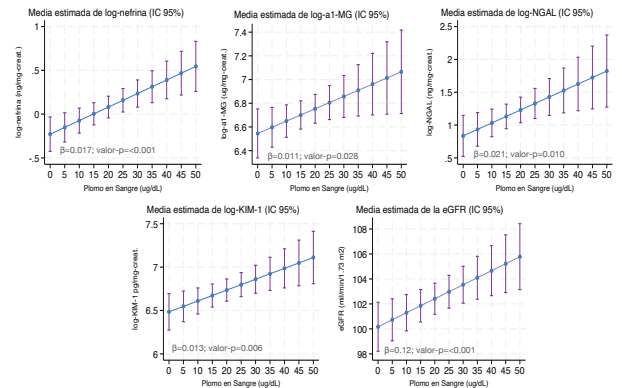 Media estimada de log-nefrina (IC 95%)
log-nefrina (ng/mg-creat.)
1
.5
0
-.5
β=0.017; valor-p=<0.001
0 5 10 15 20 25 30 35 40 45 50
Plomo en Sangre (ug/dL)
Media estimada de log-a1-MG (IC 95%)
log-a1-MG (ug/mg-creat.)
7.4
7.2
7
6.8
6.6
6.4
β=0.011; valor-p=0.028
0 5 10 15 20 25 30 35 40 45 50
Plomo en Sangre (ug/dL)
Media estimada de log-NGAL (IC 95%)
log-NGAL (ng/mg-creat.)
2.5
2
1.5
1
.5
β=0.021; valor-p=0.010
0 5 10 15 20 25 30 35 40 45 50
Plomo en Sangre (ug/dL)
Media estimada de log-KIM-1 (IC 95%)
log-KIM-1 pg/mg-creat.
7.5
7
6.5
6
β=0.013; valor-p=0.006
0 5 10 15 20 25 30 35 40 45 50
Plomo en Sangre (ug/dL)
Media estimada de la eGFR (IC 95%)
eGFR (mil/min/1.73 m2)
108
106
104
102
100
98
β=0.12; valor-p=<0.001
0 5 10 15 20 25 30 35 40 45 50
Plomo en Sangre (ug/dL)